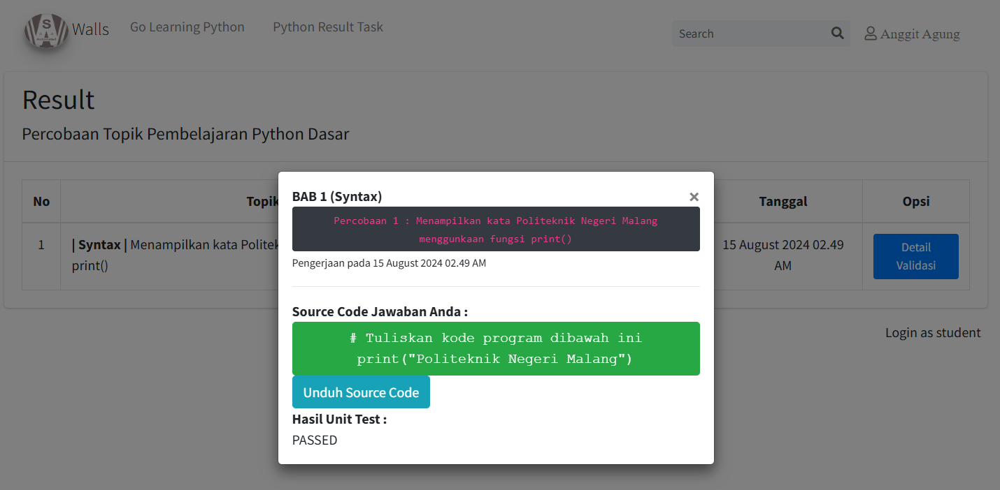 Walls
Go Learning Python
Python Result Task
Search
Anggit Agung
Result
Percobaan Topik Pembelajaran Python Dasar
No
Topik
Tanggal
Opsi
1
| Syntax | Menampilkan kata Politek
print()
15 August 2024 02.49
AM
Detail
Validasi
BAB 1 (Syntax)
×
Percobaan 1 : Menampilkan kata Politeknik Negeri Malang
menggunkaan fungsi print()
Pengerjaan pada 15 August 2024 02.49 AM
Source Code Jawaban Anda :
# Tuliskan kode program dibawah ini
print("Politeknik Negeri Malang")
Unduh Source Code
Hasil Unit Test :
PASSED
Login as student